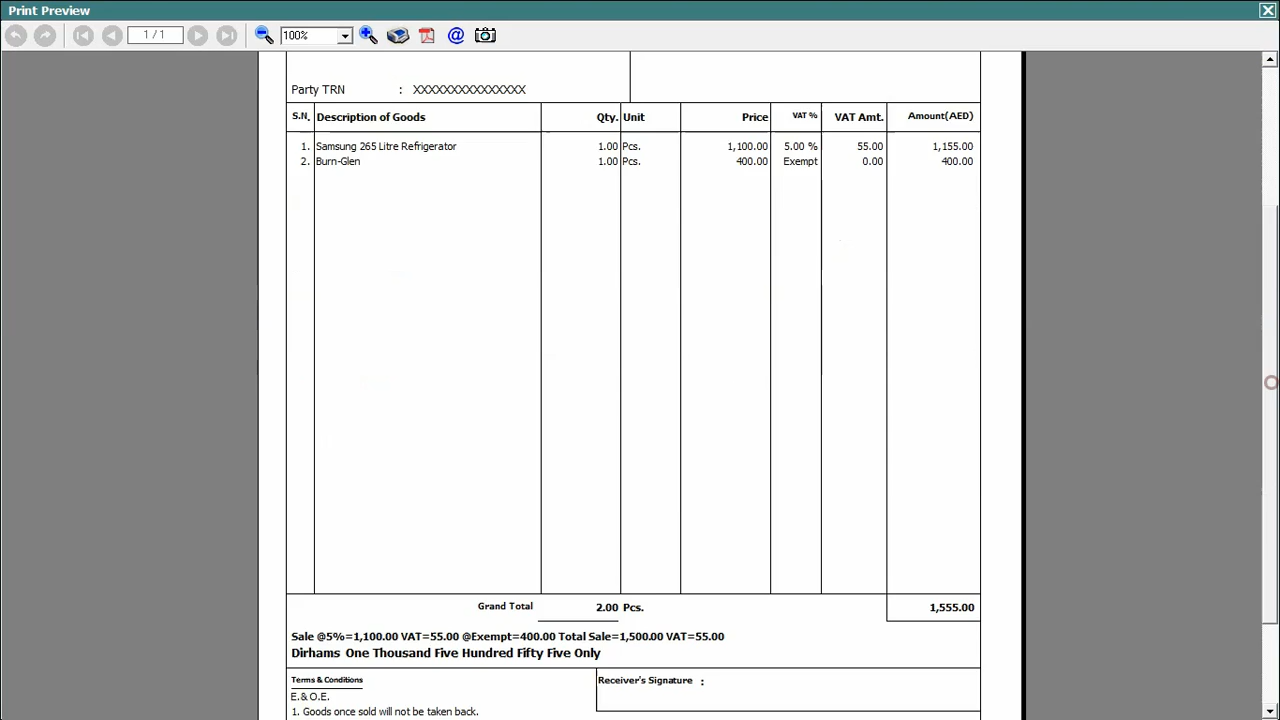 Print Preview
1 / 1 100%
Party TRN : XXXXXXXXXXXXXXX
S.N. Description of Goods Qty. Unit Price VAT % VAT Amt. Amount(AED)
1. Samsung 265 Litre Refrigerator 1.00 Pcs. 1,100.00 5.00 % 55.00 1,155.00
2. Burn-Glen 1.00 Pcs. 400.00 Exempt 0.00 400.00
Grand Total 2.00 Pcs. 1,555.00
Sale @5%=1,100.00 VAT=55.00 @Exempt=400.00 Total Sale=1,500.00 VAT=55.00
Dirhams One Thousand Five Hundred Fifty Five Only
Terms & Conditions
Receiver's Signature :
E.& O.E.
1. Goods once sold will not be taken back.